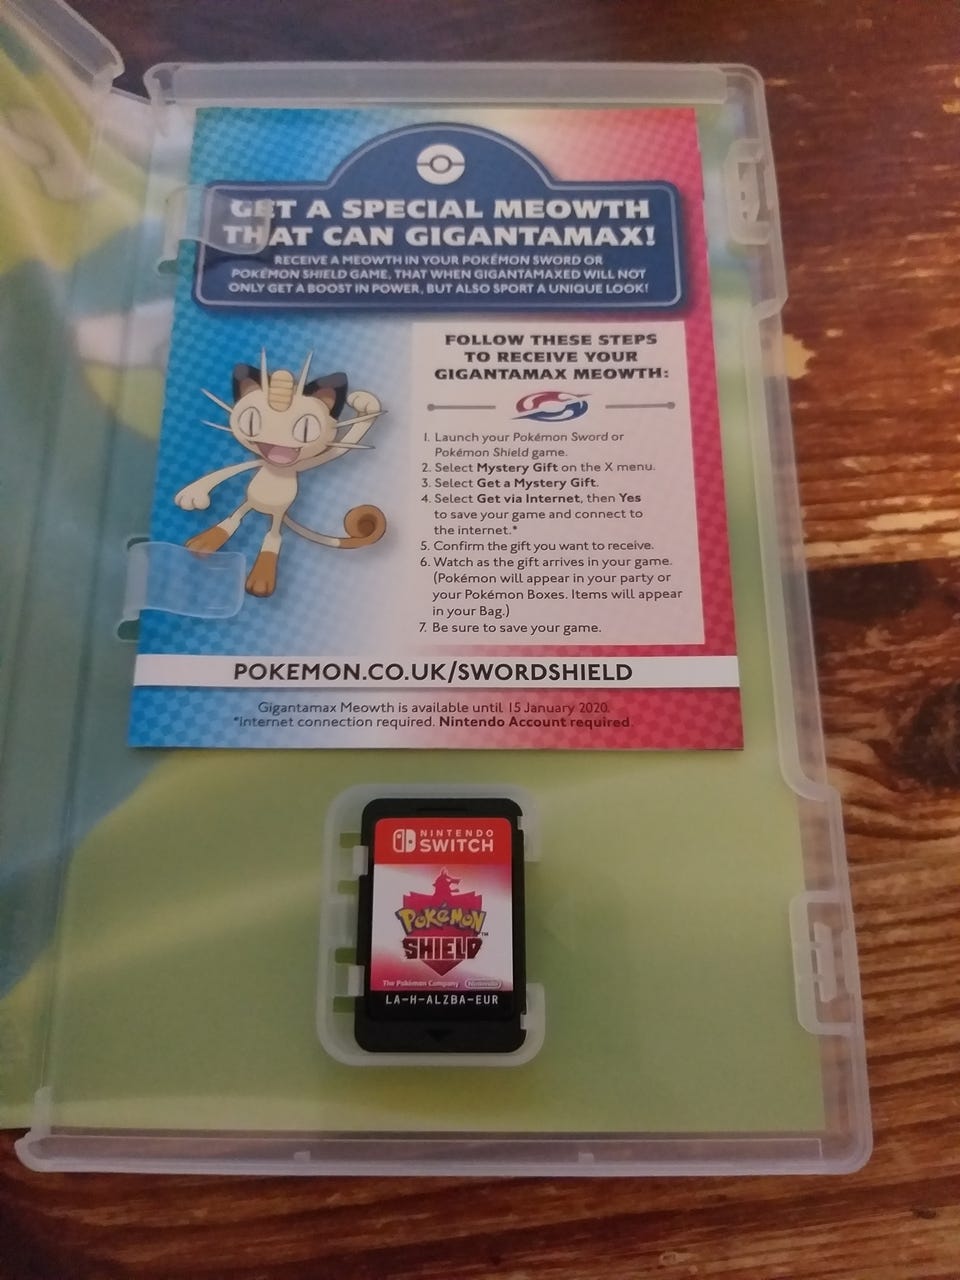 GET A SPECIAL MEOWTH
THAT CAN GIGANTAMAX!
RECEIVE A MEOWTH IN YOUR POKÉMON SWORD OR
POKÉMON SHIELD GAME, THAT WHEN GIGANTAMAXED WILL NOT
ONLY GET A BOOST IN POWER, BUT ALSO SPORT A UNIQUE LOOK!
FOLLOW THESE STEPS
TO RECEIVE YOUR
GIGANTAMAX MEOWTH:
1. Launch your Pokémon Sword or
Pokémon Shield game.
2. Select Mystery Gift on the X menu.
3. Select Get a Mystery Gift.
4. Select Get via Internet, then Yes
to save your game and connect to
the internet.*
5. Confirm the gift you want to receive.
6. Watch as the gift arrives in your game.
(Pokémon will appear in your party or
your Pokémon Boxes. Items will appear
in your Bag.)
7. Be sure to save your game.
POKEMON.CO.UK/SWORDSHIELD
Gigantamax Meowth is available until 15 January 2020.
*Internet connection required. Nintendo Account required.
NINTENDO
SWITCH
POKéMON
SHIELD™
The Pokémon Company Nintendo
LA-H-ALZBA-EUR